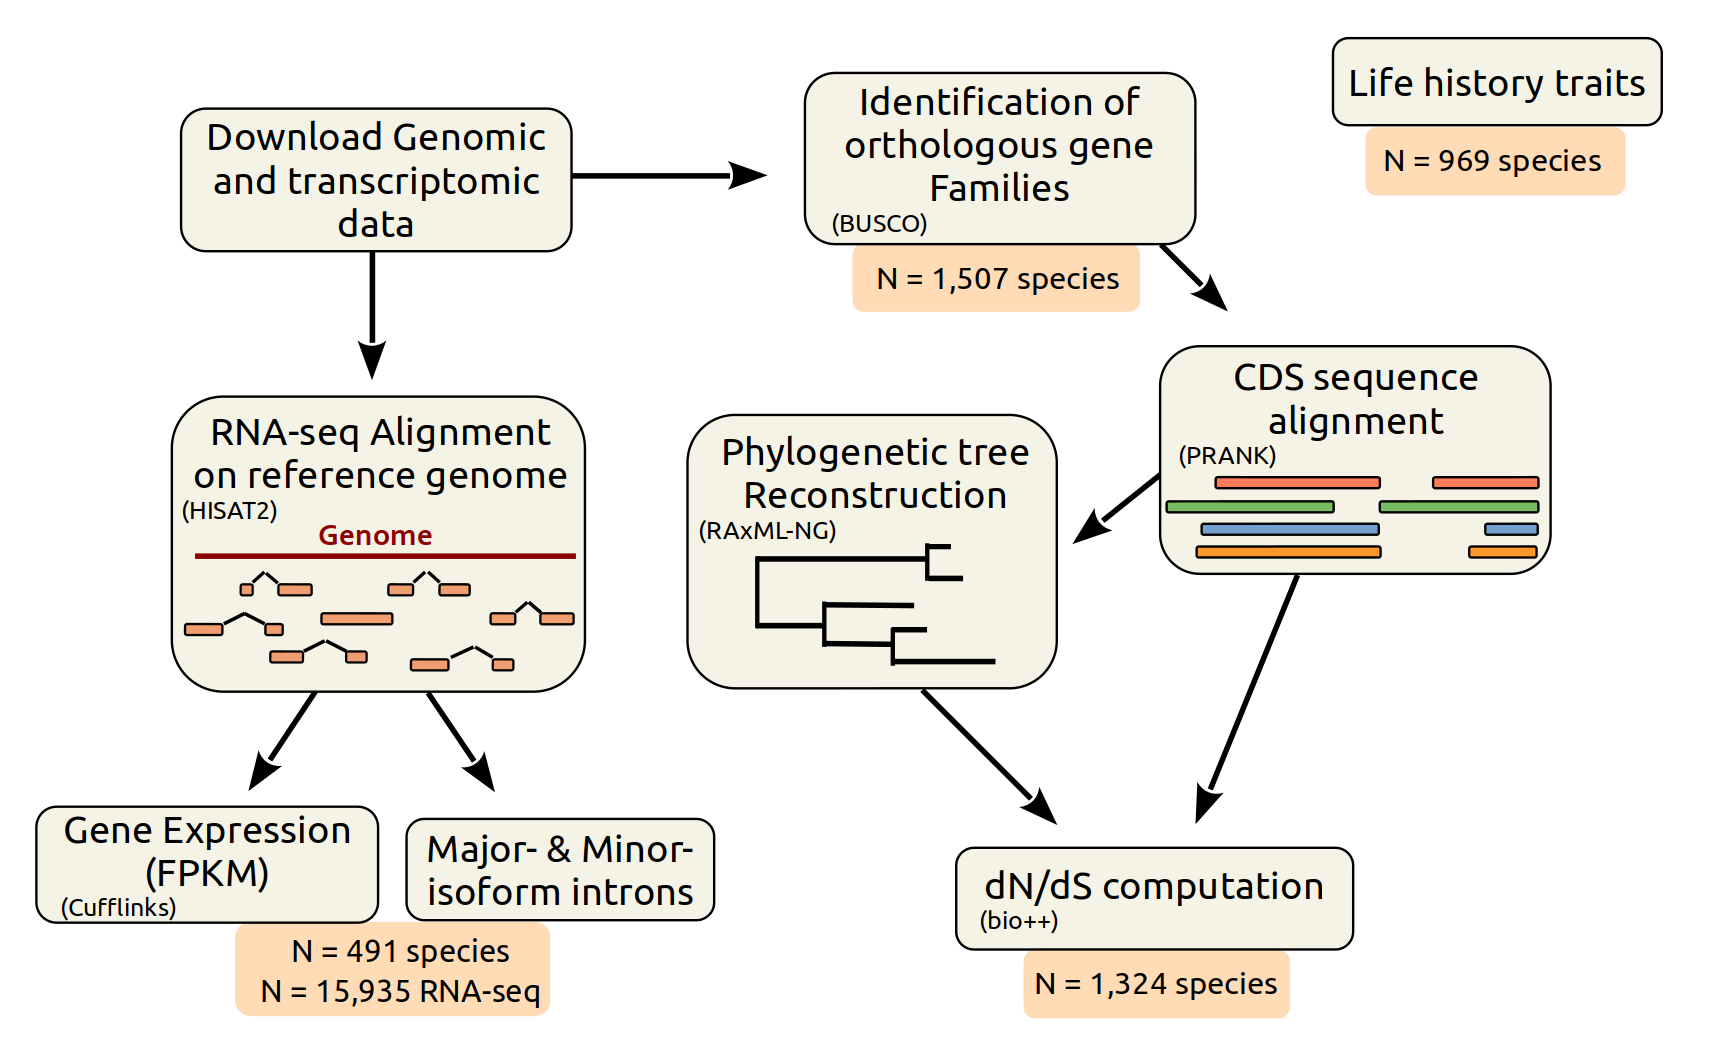 Download Genomic
and transcriptomic
data
Identification of
orthologous gene
Families
(BUSCO)
N = 1,507 species
Life history traits
N = 969 species
RNA-seq Alignment
on reference genome
(HISAT2)
Genome
Phylogenetic tree
Reconstruction
(RAxML-NG)
CDS sequence
alignment
(PRANK)
Gene Expression
(FPKM)
(Cufflinks)
Major- & Minor-
isoform introns
N = 491 species
N = 15,935 RNA-seq
dN/dS computation
(bio++)
N = 1,324 species